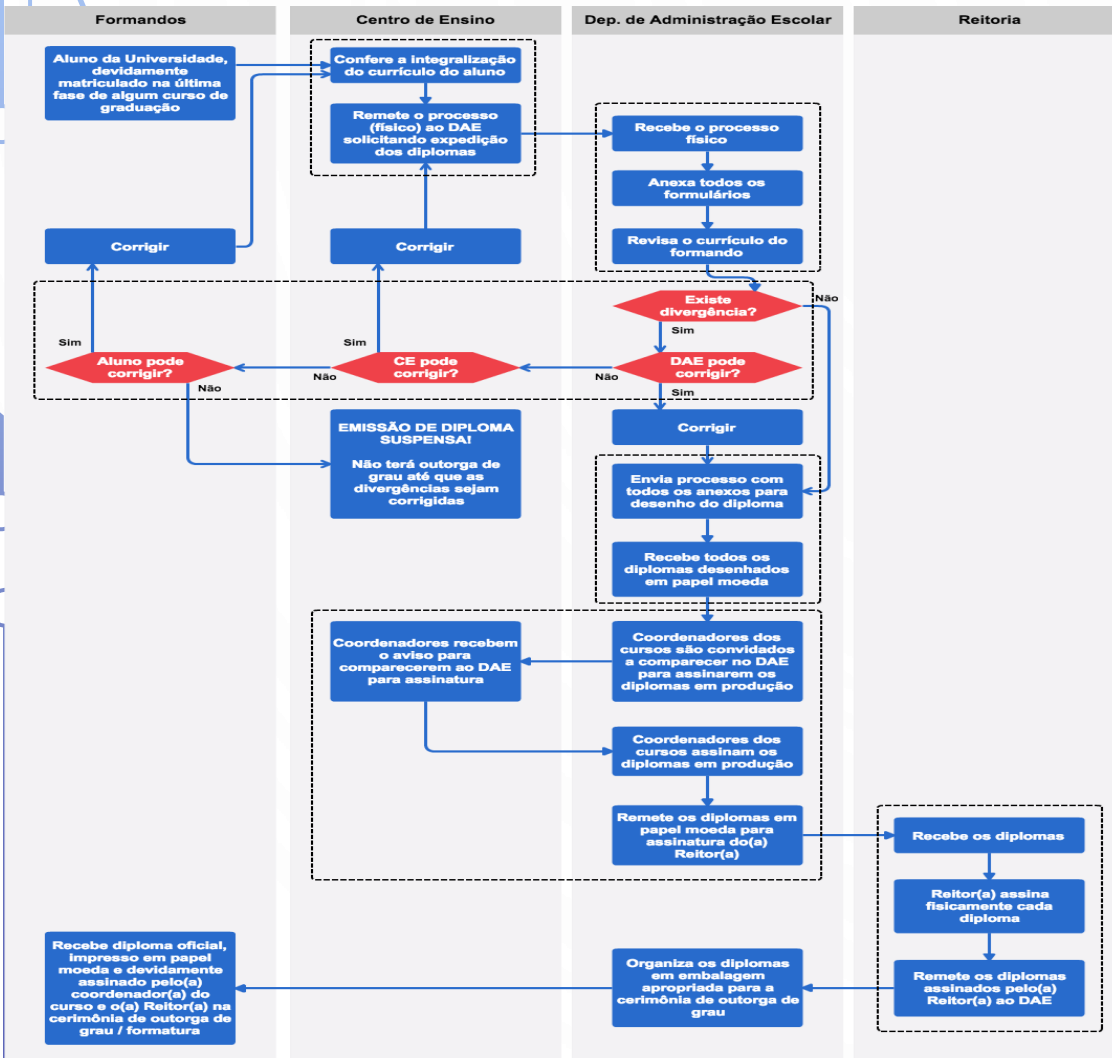 Formandos
Centro de Ensino
Dep. de Administração Escolar
Reitoria
Aluno da Universidade,
devidamente
matriculado na última
fase de algum curso de
graduação
Confere a integralização
do currículo do aluno
Remete o processo
(físico) ao DAE
solicitando expedição
dos diplomas
Recebe o processo
físico
Anexa todos os
formulários
Revisa o currículo do
formando
Corrigir
Corrigir
Existe
divergência?
Não
Sim
Sim
Sim
Aluno pode
corrigir?
Não
CE pode
corrigir?
Não
DAE pode
corrigir?
Não
Sim
EMISSÃO DE DIPLOMA
SUSPENSA!
Não terá outorga de
grau até que as
divergências sejam
corrigidas
Corrigir
Envia processo com
todos os anexos para
desenho do diploma
Recebe todos os
diplomas desenhados
em papel moeda
Coordenadores recebem
o aviso para
comparecerem ao DAE
para assinatura
Coordenadores dos
cursos são convidados
a comparecer no DAE
para assinarem os
diplomas em produção
Coordenadores dos
cursos assinam os
diplomas em produção
Remete os diplomas em
papel moeda para
assinatura do(a)
Reitor(a)
Recebe os diplomas
Reitor(a) assina
fisicamente cada
diploma
Remete os diplomas
assinados pelo(a)
Reitor(a) ao DAE
Organiza os diplomas
em embalagem
apropriada para a
cerimônia de outorga de
grau
Recebe diploma oficial,
impresso em papel
moeda e devidamente
assinado pelo(a)
coordenador(a) do
curso e o(a) Reitor(a) na
cerimônia de outorga de
grau / formatura